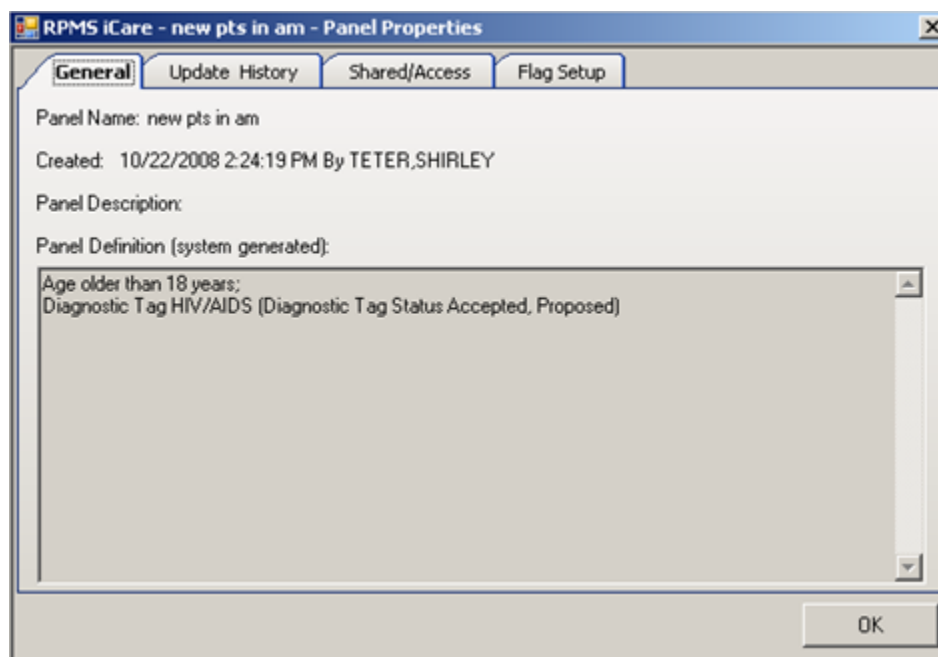 RPMS iCare - new pts in am - Panel Properties
General Update History Shared/Access Flag Setup
Panel Name: new pts in am
Created: 10/22/2008 2:24:19 PM By TETER,SHIRLEY
Panel Description:
Panel Definition (system generated):
Age older than 18 years;
Diagnostic Tag HIV/AIDS (Diagnostic Tag Status Accepted, Proposed)
OK